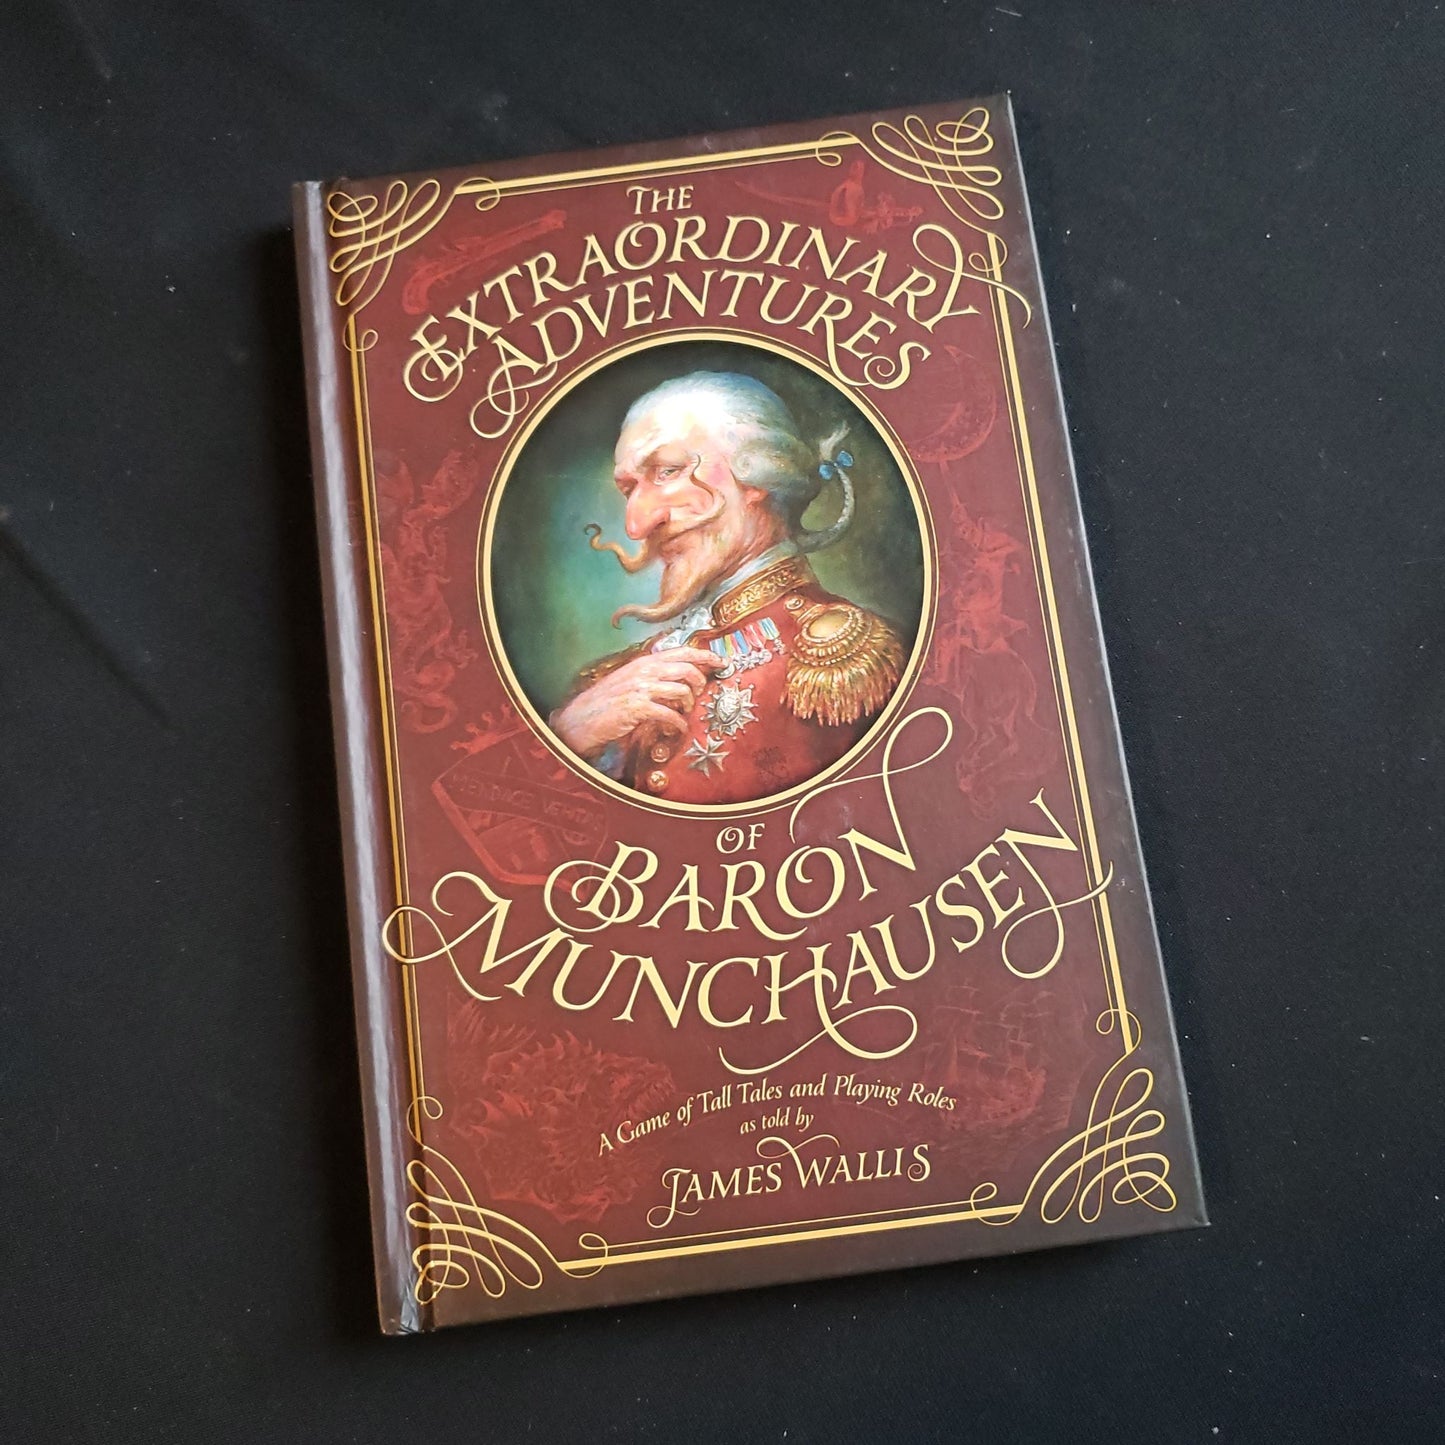 THE
EXTRAORDINARY
ADVENTURES
OF
BARON
MUNCHAUSEN
A Game of Tall Tales and Playing Roles
as told by
JAMES WALLIS